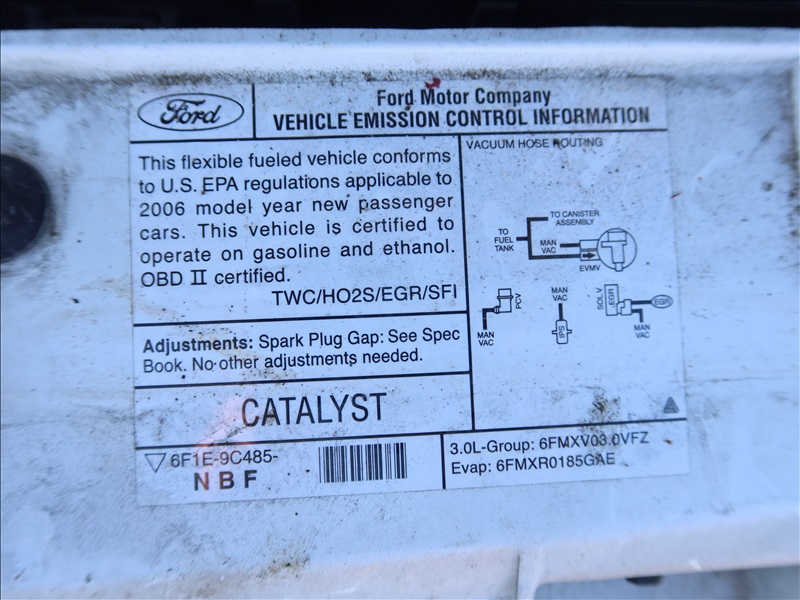 Ford
Ford Motor Company
VEHICLE EMISSION CONTROL INFORMATION
This flexible fueled vehicle conforms
to U.S. EPA regulations applicable to
2006 model year new passenger
cars. This vehicle is certified to
operate on gasoline and ethanol.
OBD II certified.
TWC/HO2S/EGR/SFI
Adjustments: Spark Plug Gap: See Spec
Book. No other adjustments needed.
CATALYST
6F1E-9C485-
NBF
VACUUM HOSE ROUTING
TO CANISTER
ASSEMBLY
TO
FUEL
TANK
MAN
VAC
EVMV
PCV
MAN
VAC
MAN
VAC
IPS
EGR
SOLV
EGR
MAN
VAC
3.0L-Group: 6FMXV03.0VFZ
Evap: 6FMXR0185GAE